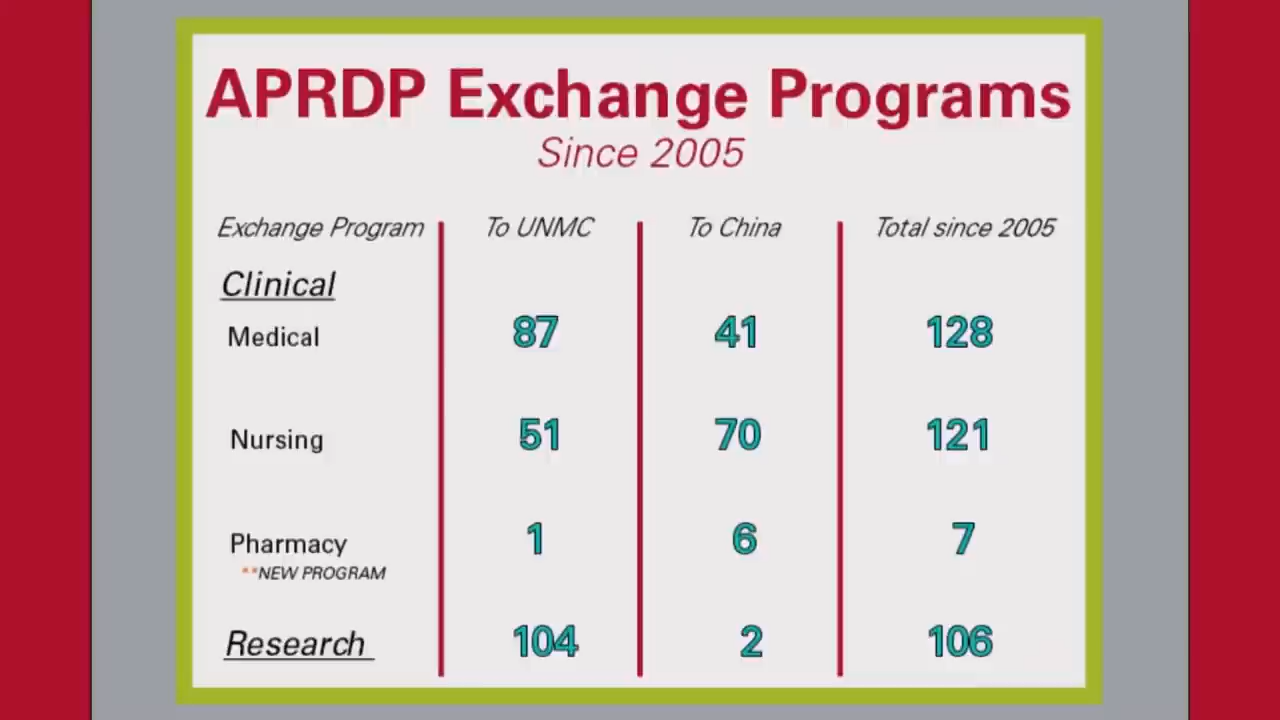 APRDP Exchange Programs
Since 2005
Exchange Program To UNMC To China Total since 2005
Clinical
Medical 87 41 128
Nursing 51 70 121
Pharmacy 1 6 7
**NEW PROGRAM
Research 104 2 106